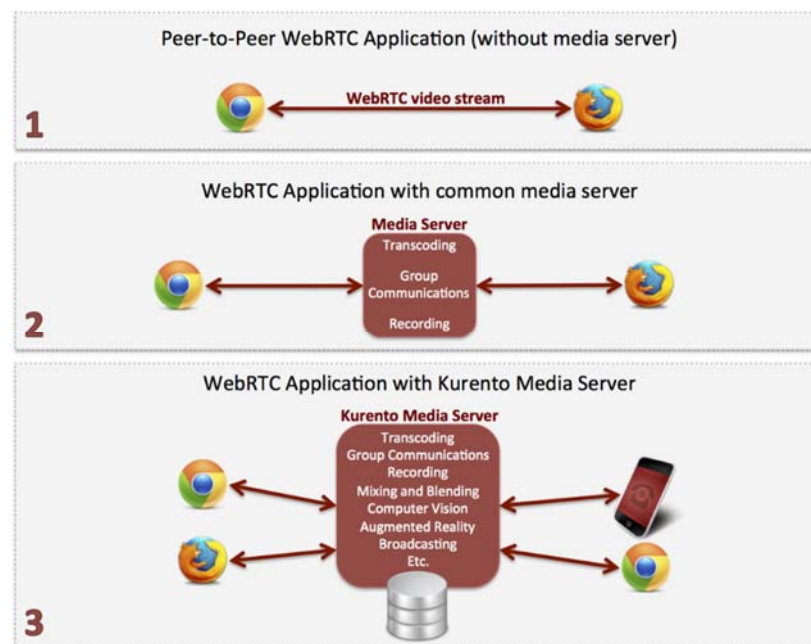 Peer-to-Peer WebRTC Application (without media server)
WebRTC video stream
1
WebRTC Application with common media server
Media Server
Transcoding
Group
Communications
Recording
2
WebRTC Application with Kurento Media Server
Kurento Media Server
Transcoding
Group Communications
Recording
Mixing and Blending
Computer Vision
Augmented Reality
Broadcasting
Etc.
3